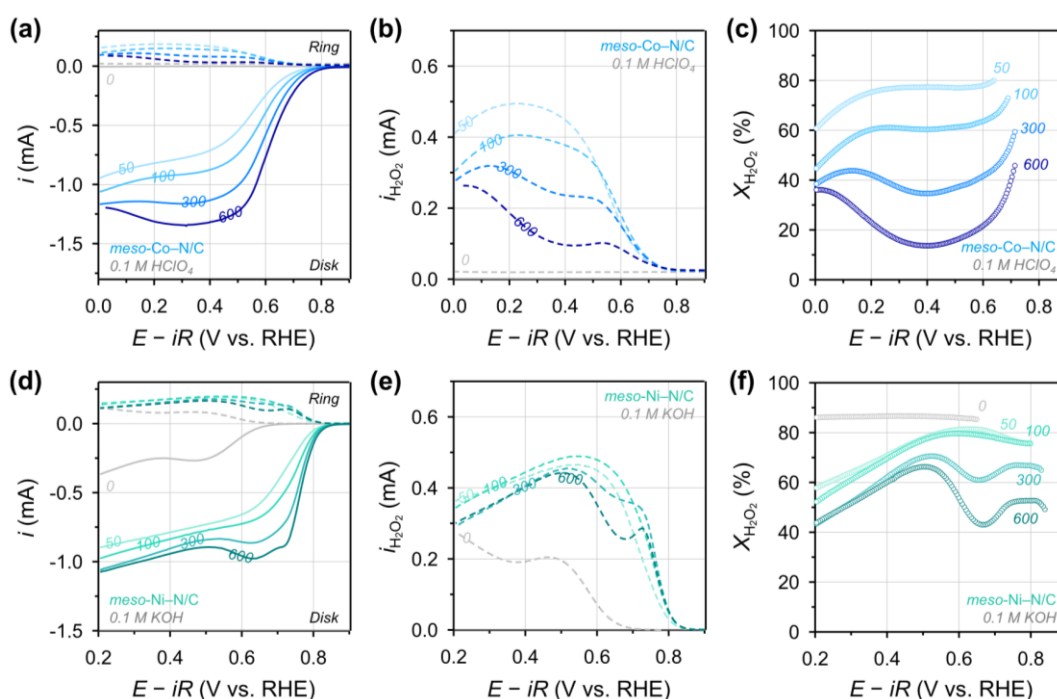 (a)
Ring
0
0.0
-0.5
-1.0
-1.5
i (mA)
50
100
300
600
meso-Co–N/C
0.1 M HClO₄
Disk
0.0 0.2 0.4 0.6 0.8
E − iR (V vs. RHE)
(b)
meso-Co–N/C
0.1 M HClO₄
0.6
0.4
0.2
0.0
i H₂O₂ (mA)
50
100
300
600
0
0.0 0.2 0.4 0.6 0.8
E − iR (V vs. RHE)
(c)
100
80
60
40
20
0
X H₂O₂ (%)
50
100
300
600
meso-Co–N/C
0.1 M HClO₄
0.0 0.2 0.4 0.6 0.8
E − iR (V vs. RHE)
(d)
Ring
0.0
-0.5
-1.0
-1.5
i (mA)
0
50
100
300
600
meso-Ni–N/C
0.1 M KOH
Disk
0.2 0.4 0.6 0.8
E − iR (V vs. RHE)
(e)
meso-Ni–N/C
0.1 M KOH
0.6
0.4
0.2
0.0
i H₂O₂ (mA)
50
100
300
600
0
0.2 0.4 0.6 0.8
E − iR (V vs. RHE)
(f)
100
80
60
40
20
0
X H₂O₂ (%)
0
50
100
300
600
meso-Ni–N/C
0.1 M KOH
0.2 0.4 0.6 0.8
E − iR (V vs. RHE)